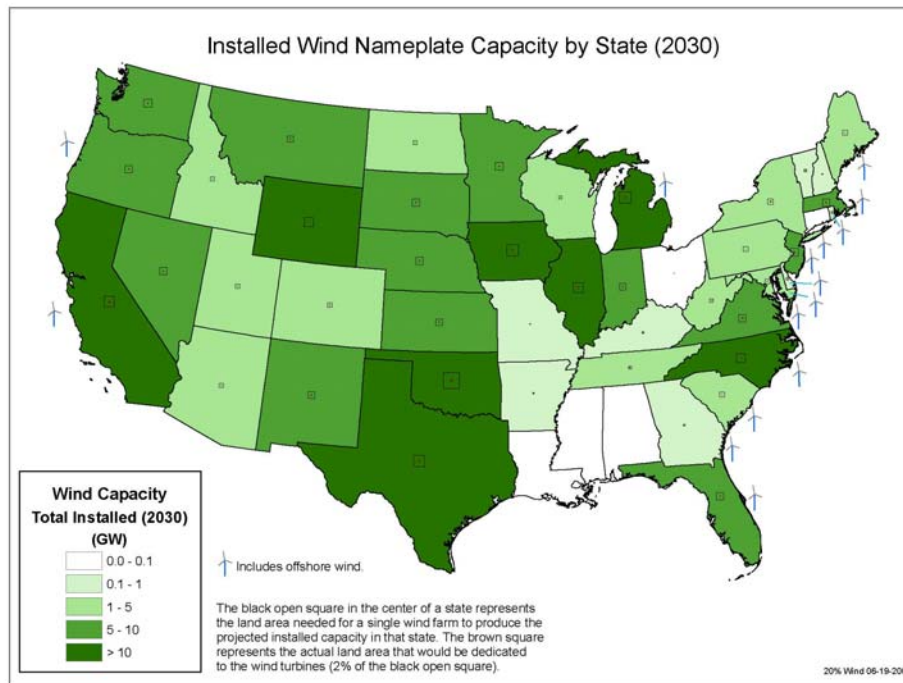 Installed Wind Nameplate Capacity by State (2030)
Wind Capacity
Total Installed (2030)
(GW)
0.0 - 0.1
0.1 - 1
1 - 5
5 - 10
> 10
Includes offshore wind.
The black open square in the center of a state represents
the land area needed for a single wind farm to produce the
projected installed capacity in that state. The brown square
represents the actual land area that would be dedicated
to the wind turbines (2% of the black open square).
20% Wind